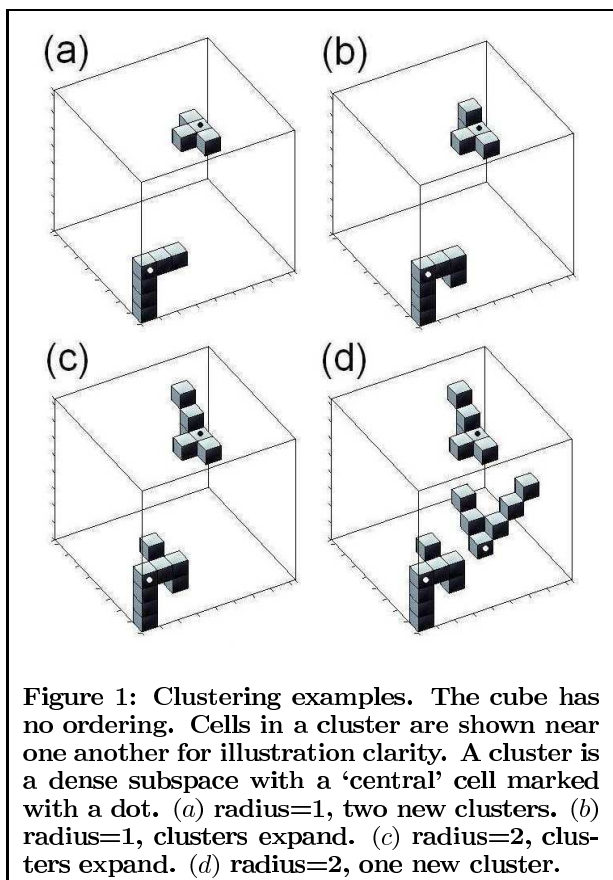 (a) (b)
(c) (d)
Figure 1: Clustering examples. The cube has
no ordering. Cells in a cluster are shown near
one another for illustration clarity. A cluster is
a dense subspace with a ‘central’ cell marked
with a dot. (a) radius=1, two new clusters. (b)
radius=1, clusters expand. (c) radius=2, clus-
ters expand. (d) radius=2, one new cluster.